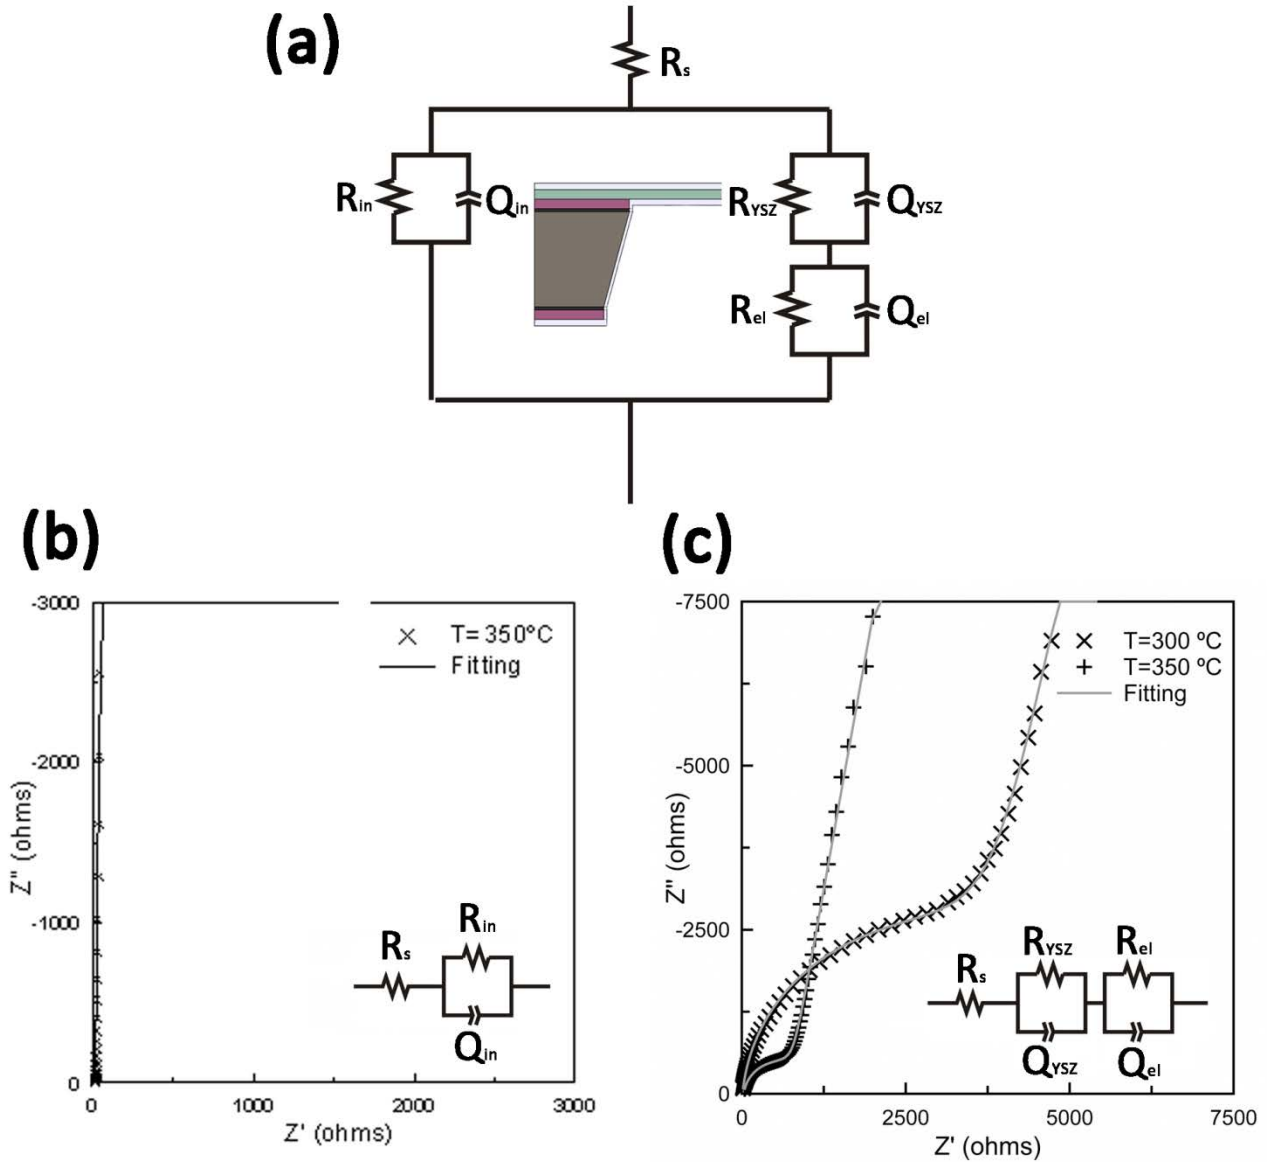 (a)
Rs
Rin
Qin
RYSZ
QYSZ
Rel
Qel
(b)
-3000
-2000
-1000
0
Z'' (ohms)
0
1000
2000
3000
Z' (ohms)
T= 350°C
Fitting
Rs
Rin
Qin
(c)
-7500
-5000
-2500
0
Z'' (ohms)
0
2500
5000
7500
Z' (ohms)
T=300 ºC
T=350 ºC
Fitting
Rs
RYSZ
Rel
QYSZ
Qel